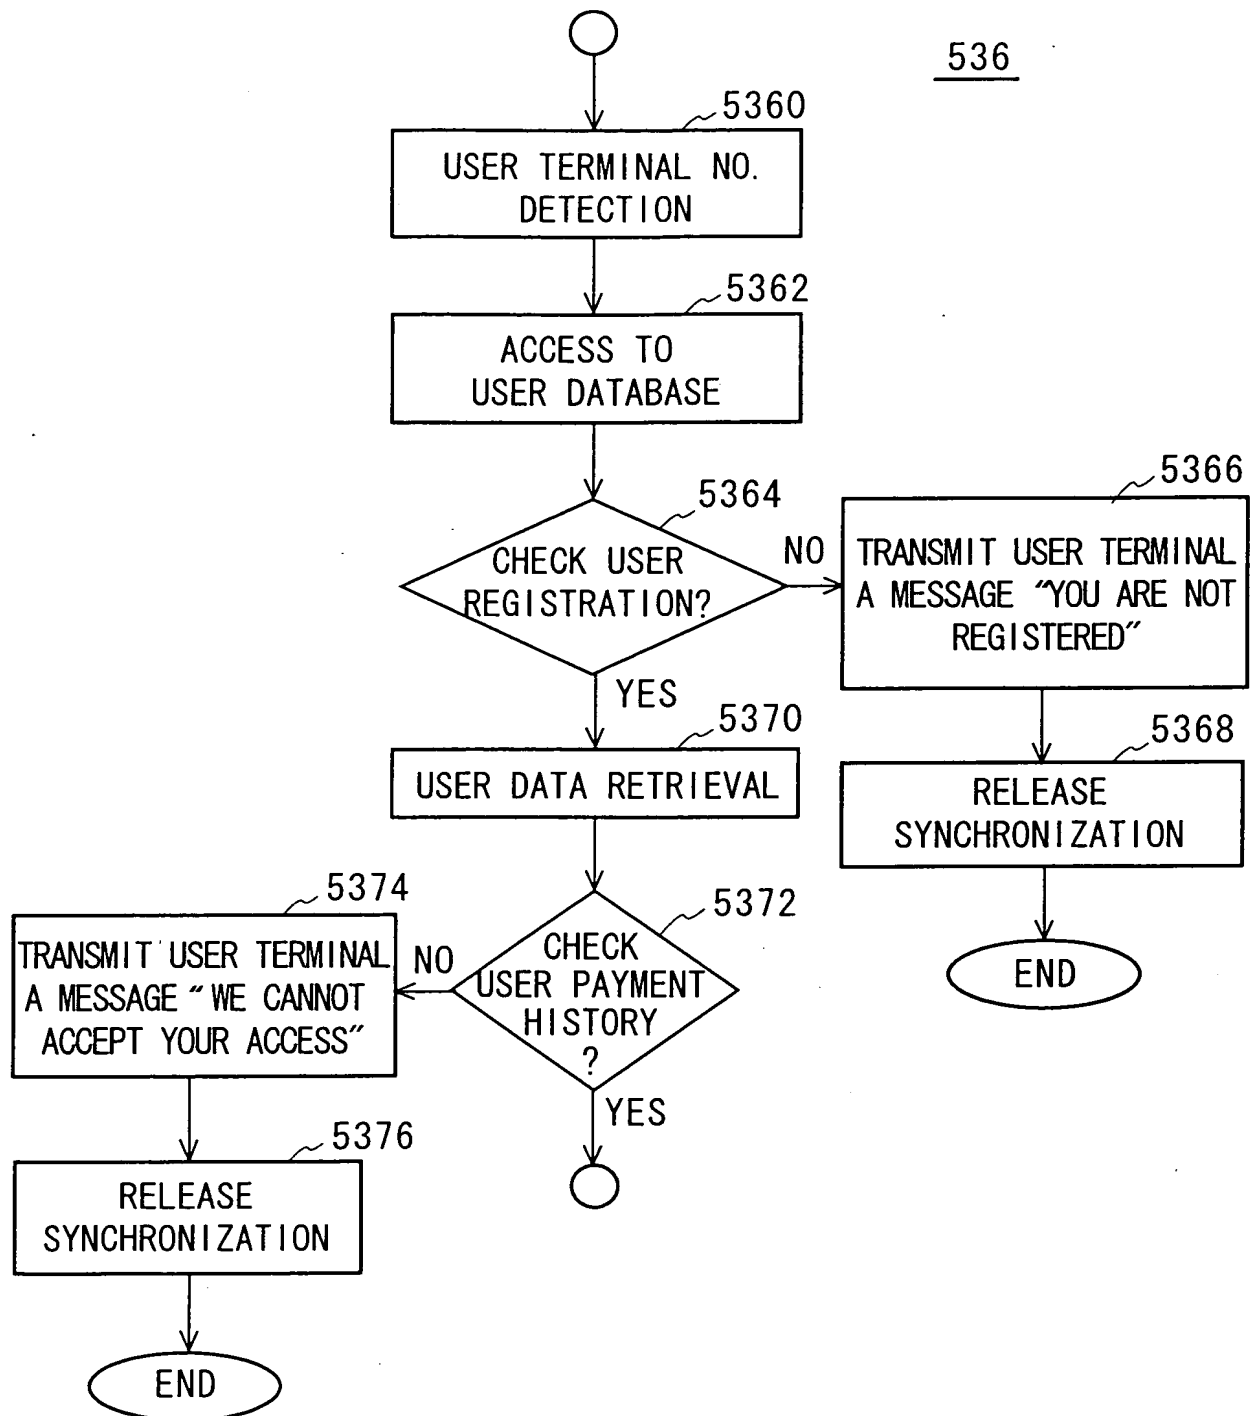 536
5360
USER TERMINAL NO.
DETECTION
5362
ACCESS TO
USER DATABASE
5364
CHECK USER
REGISTRATION?
NO
5366
TRANSMIT USER TERMINAL
A MESSAGE "YOU ARE NOT
REGISTERED"
YES
5368
RELEASE
SYNCHRONIZATION
END
5370
USER DATA RETRIEVAL
5372
CHECK
USER PAYMENT
HISTORY
?
NO
5374
TRANSMIT USER TERMINAL
A MESSAGE "WE CANNOT
ACCEPT YOUR ACCESS"
YES
5376
RELEASE
SYNCHRONIZATION
END